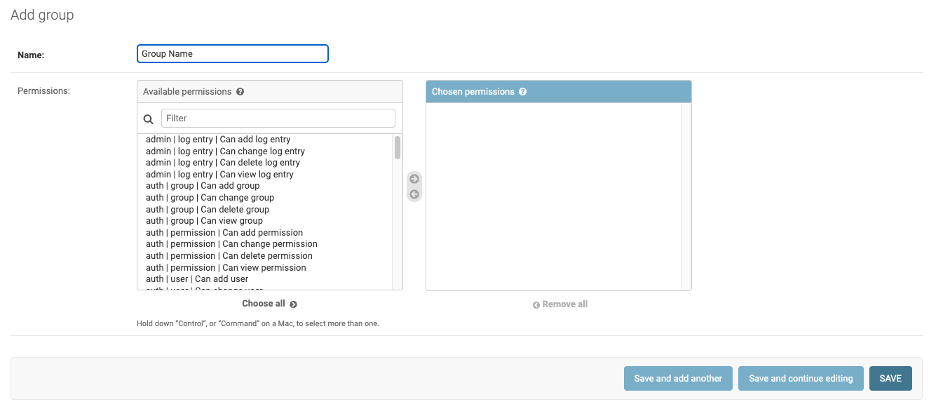 Add group
Name:
Group Name
Permissions:
Available permissions
Filter
admin | log entry | Can add log entry
admin | log entry | Can change log entry
admin | log entry | Can delete log entry
admin | log entry | Can view log entry
auth | group | Can add group
auth | group | Can change group
auth | group | Can delete group
auth | group | Can view group
auth | permission | Can add permission
auth | permission | Can change permission
auth | permission | Can delete permission
auth | permission | Can view permission
auth | user | Can add user
auth | user | Can change user
Choose all
Chosen permissions
Remove all
Hold down "Control", or "Command" on a Mac, to select more than one.
Save and add another
Save and continue editing
SAVE